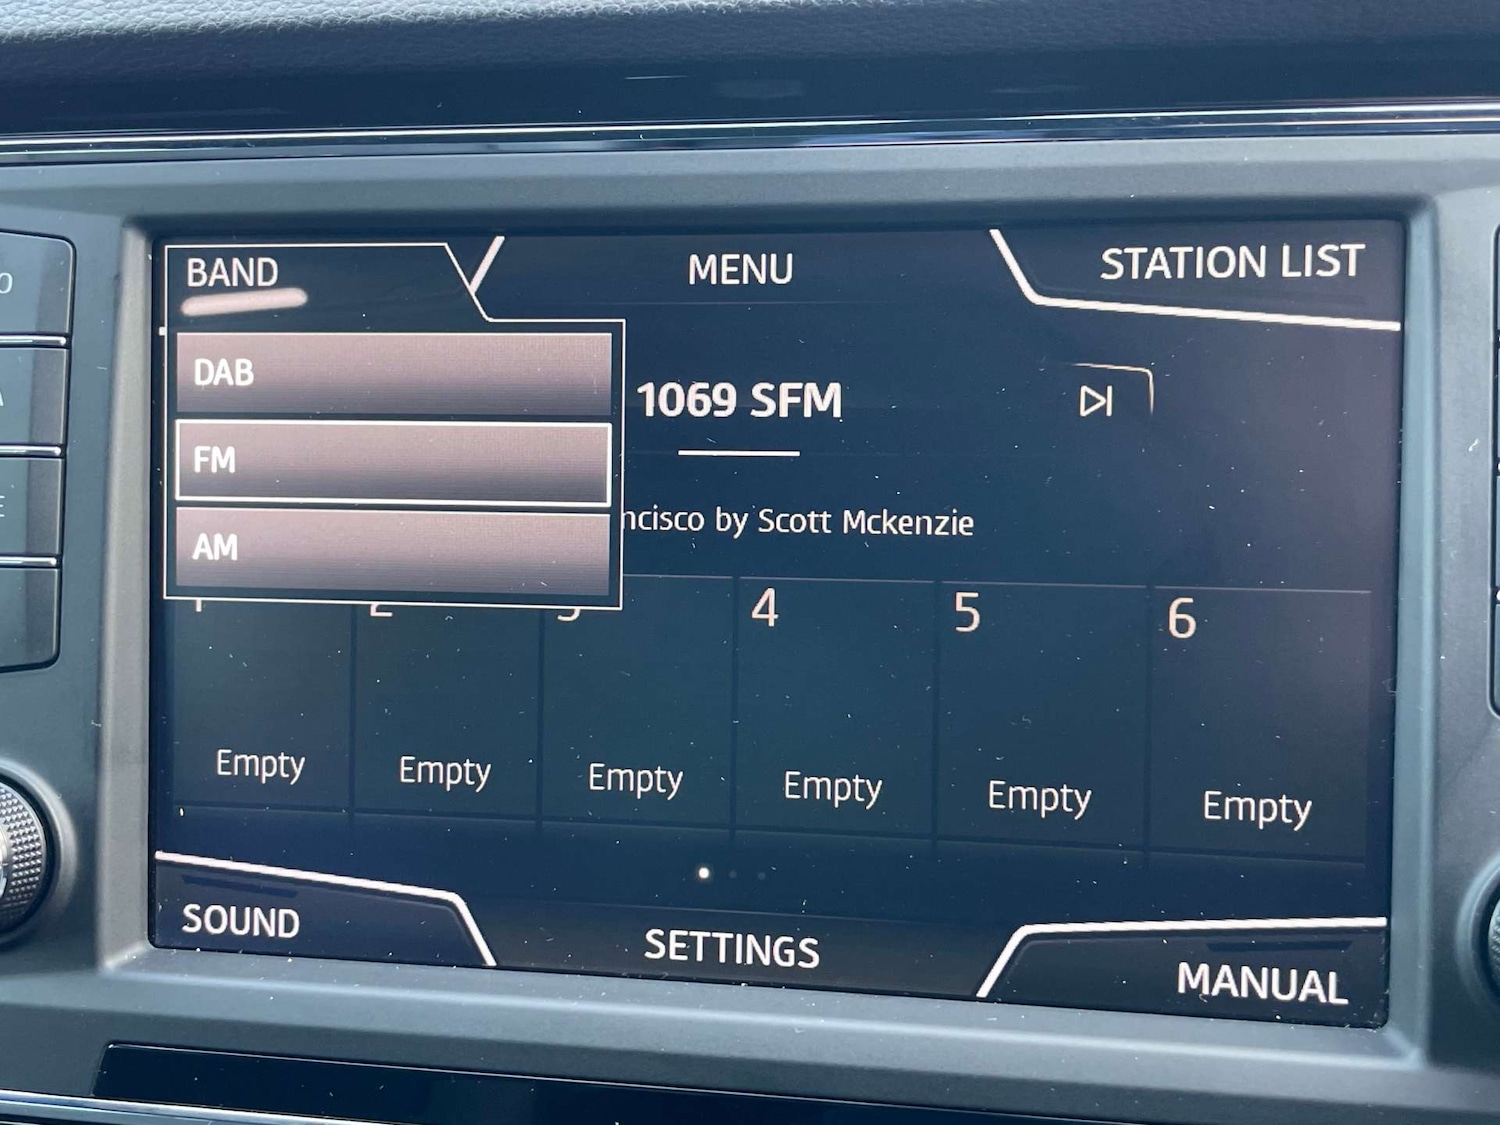 BAND
MENU
STATION LIST
DAB
1069 SFM
FM
by Scott Mckenzie
AM
4
5
6
Empty
Empty
Empty
Empty
Empty
Empty
SOUND
SETTINGS
MANUAL